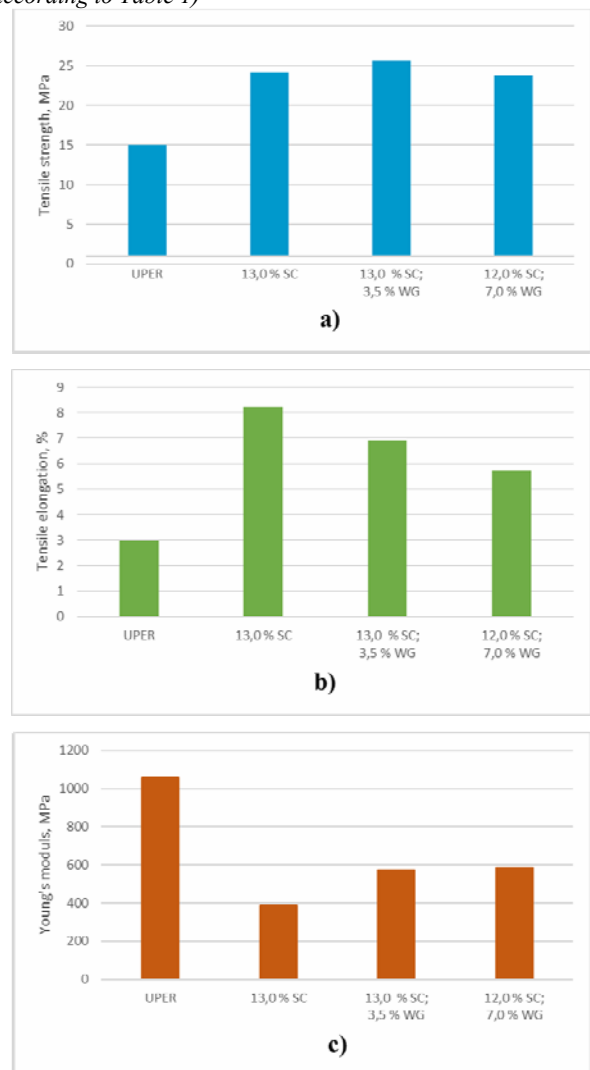 according to Table 1)
30
25
20
15
10
5
0
Tensile strength, MPa
UPER
13,0 % SC
13,0 % SC;
3,5 % WG
12,0 % SC;
7,0 % WG
a)
9
8
7
6
5
4
3
2
1
0
Tensile elongation, %
UPER
13,0 % SC
13,0 % SC;
3,5 % WG
12,0 % SC;
7,0 % WG
b)
1200
1000
800
600
400
200
0
Young's moduls, MPa
UPER
13,0 % SC
13,0 % SC;
3,5 % WG
12,0 % SC;
7,0 % WG
c)